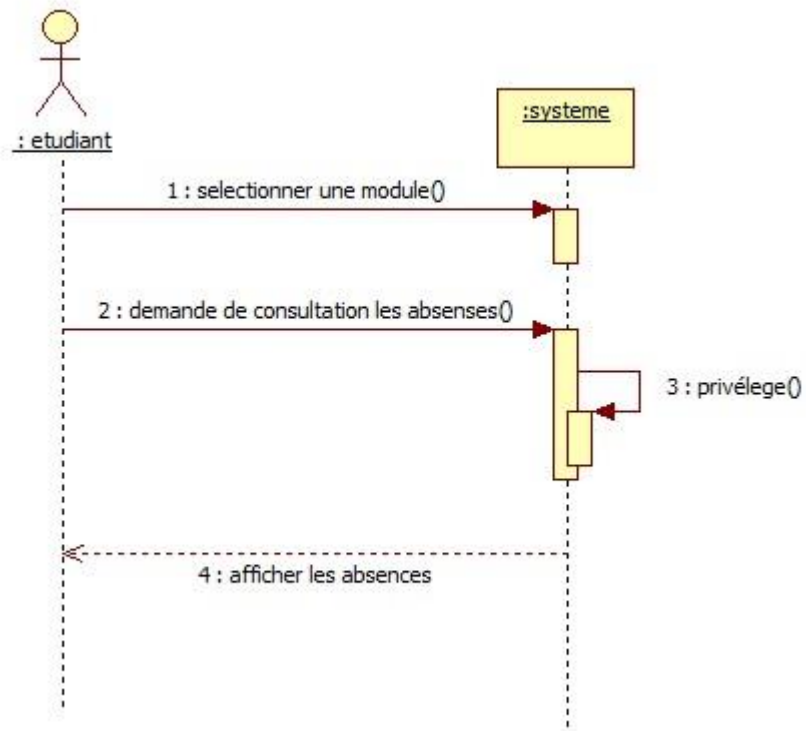 :systeme
: etudiant
1 : selectionner une module()
2 : demande de consultation les absenses()
3 : privélege()
4 : afficher les absences